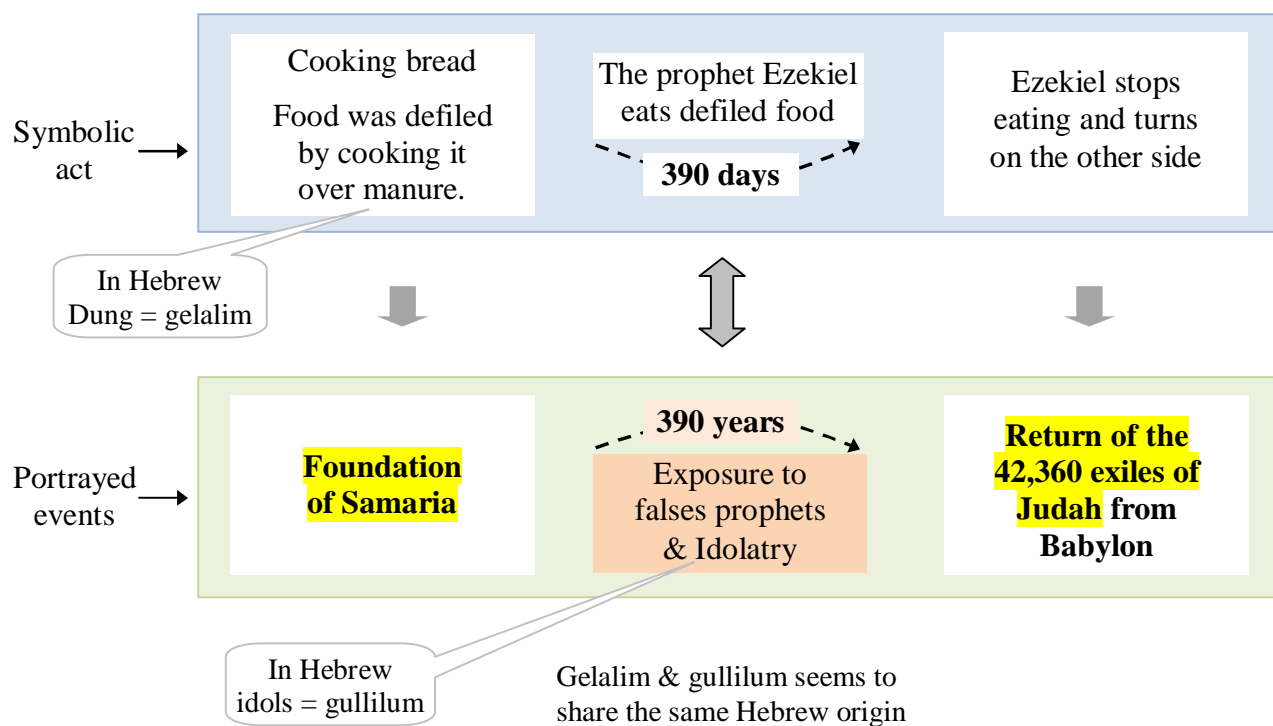 Cooking bread
Food was defiled
by cooking it
over manure.
The prophet Ezekiel
eats defiled food
390 days
Ezekiel stops
eating and turns
on the other side
Symbolic
act
In Hebrew
Dung = gelalim
Portrayed
events
Foundation
of Samaria
390 years
Exposure to
falses prophets
& Idolatry
Return of the
42,360 exiles of
Judah from
Babylon
In Hebrew
idols = gullilum
Gelalim & gullilum seems to
share the same Hebrew origin